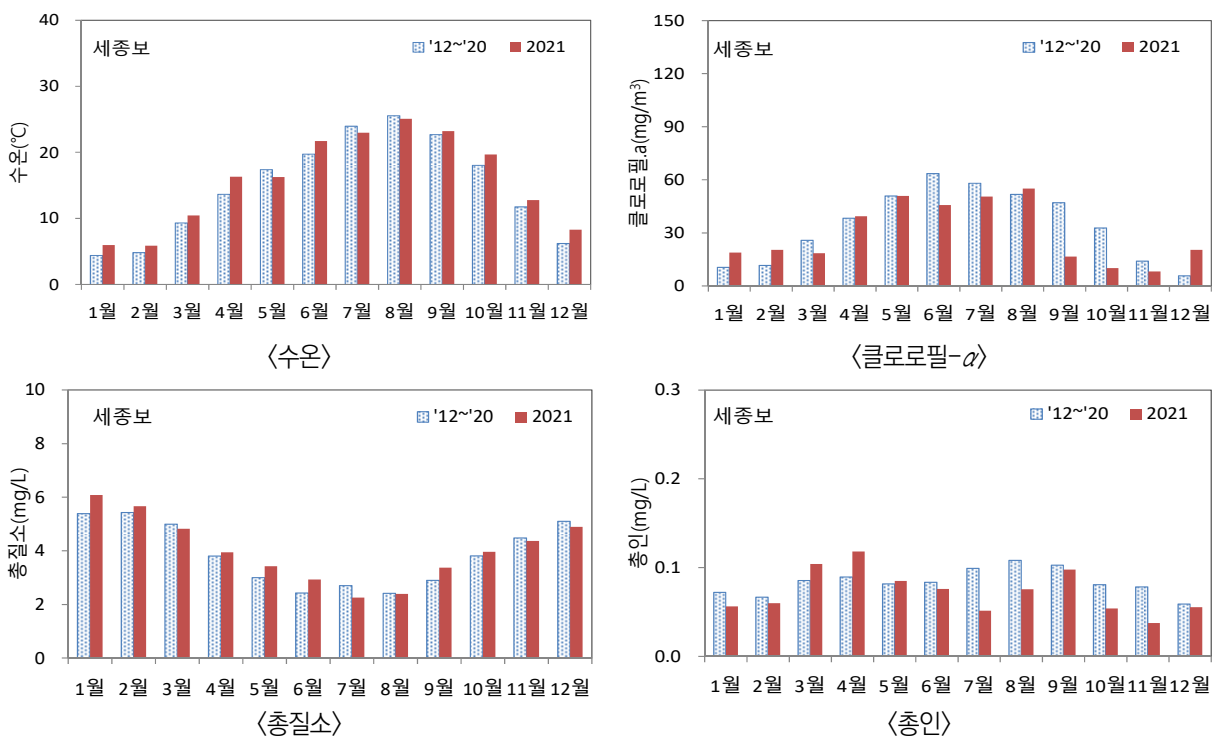 세종보
'12~'20 2021
수온(℃)
40
30
20
10
0
1월 2월 3월 4월 5월 6월 7월 8월 9월 10월 11월 12월
〈수온〉
세종보
'12~'20 2021
클로로필.a(mg/m³)
150
120
90
60
30
0
1월 2월 3월 4월 5월 6월 7월 8월 9월 10월 11월 12월
〈클로로필-α〉
세종보
'12~'20 2021
총질소(mg/L)
10
8
6
4
2
0
1월 2월 3월 4월 5월 6월 7월 8월 9월 10월 11월 12월
〈총질소〉
세종보
'12~'20 2021
총인(mg/L)
0.3
0.2
0.1
0.0
1월 2월 3월 4월 5월 6월 7월 8월 9월 10월 11월 12월
〈총인〉